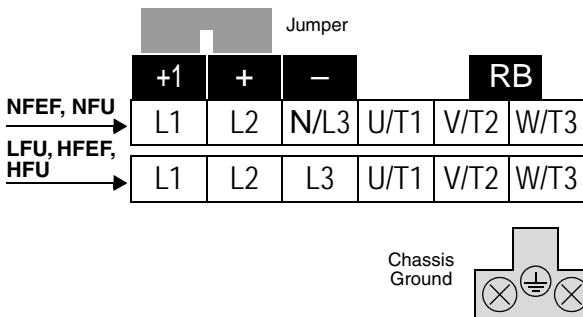 Jumper
+1 + – RB
NFEF, NFU
L1 L2 N/L3 U/T1 V/T2 W/T3
LFU, HFEF,
HFU
L1 L2 L3 U/T1 V/T2 W/T3
Chassis
Ground